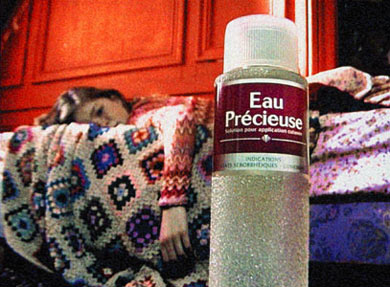 Eau
Précieuse
Solution pour application cutanée
INDICATIONS